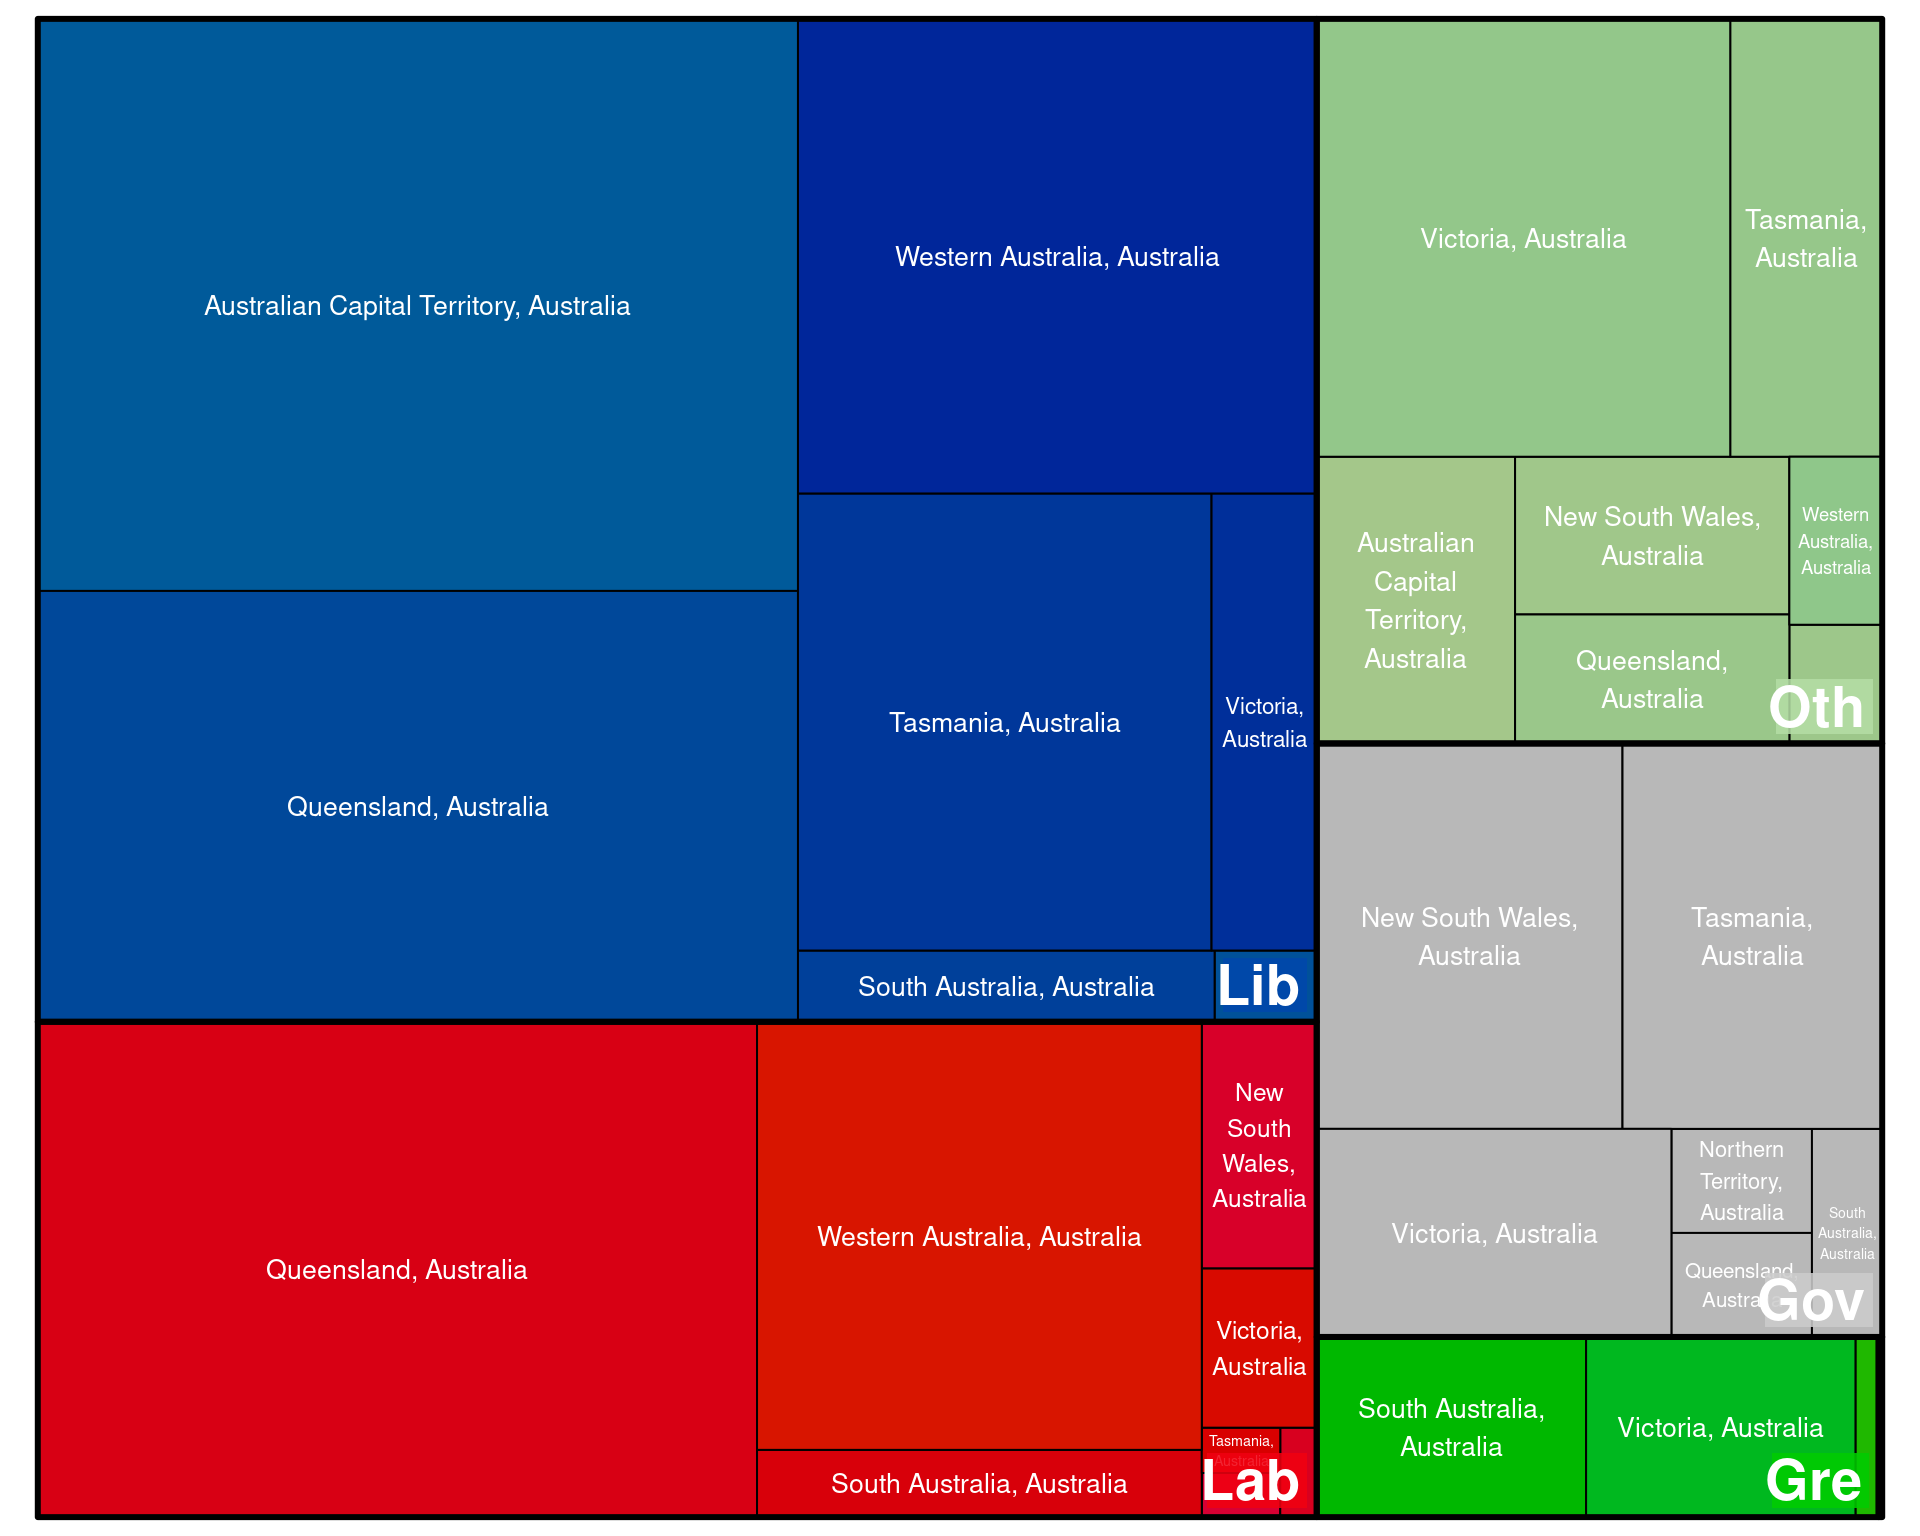 Australian Capital Territory, Australia
Queensland, Australia
Western Australia, Australia
Tasmania, Australia
Victoria,
Australia
South Australia, Australia
Lib
Queensland, Australia
Western Australia, Australia
South Australia, Australia
New
South
Wales,
Australia
Victoria,
Australia
Tasmania,
Australia
Lab
Victoria, Australia
Tasmania,
Australia
Australian
Capital
Territory,
Australia
New South Wales,
Australia
Queensland,
Australia
Western
Australia,
Australia
Oth
New South Wales,
Australia
Tasmania,
Australia
Victoria, Australia
Northern
Territory,
Australia
Queensland,
Australia
South
Australia,
Australia
Gov
South Australia,
Australia
Victoria, Australia
Gre